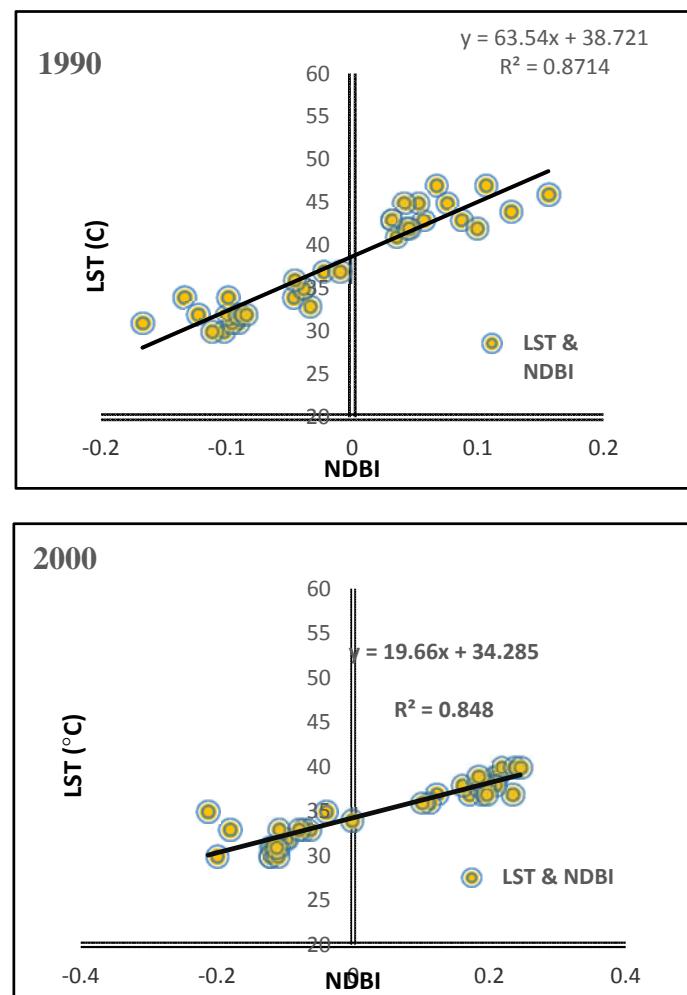 y = 63.54x + 38.721
R² = 0.8714
1990
60
55
50
45
40
35
30
25
20
LST (C)
LST &
NDBI
-0.2 -0.1 0 0.1 0.2
NDBI
2000
60
55
50
45
40
35
30
25
20
y = 19.66x + 34.285
R² = 0.848
LST (°C)
LST & NDBI
-0.4 -0.2 0 0.2 0.4
NDBI